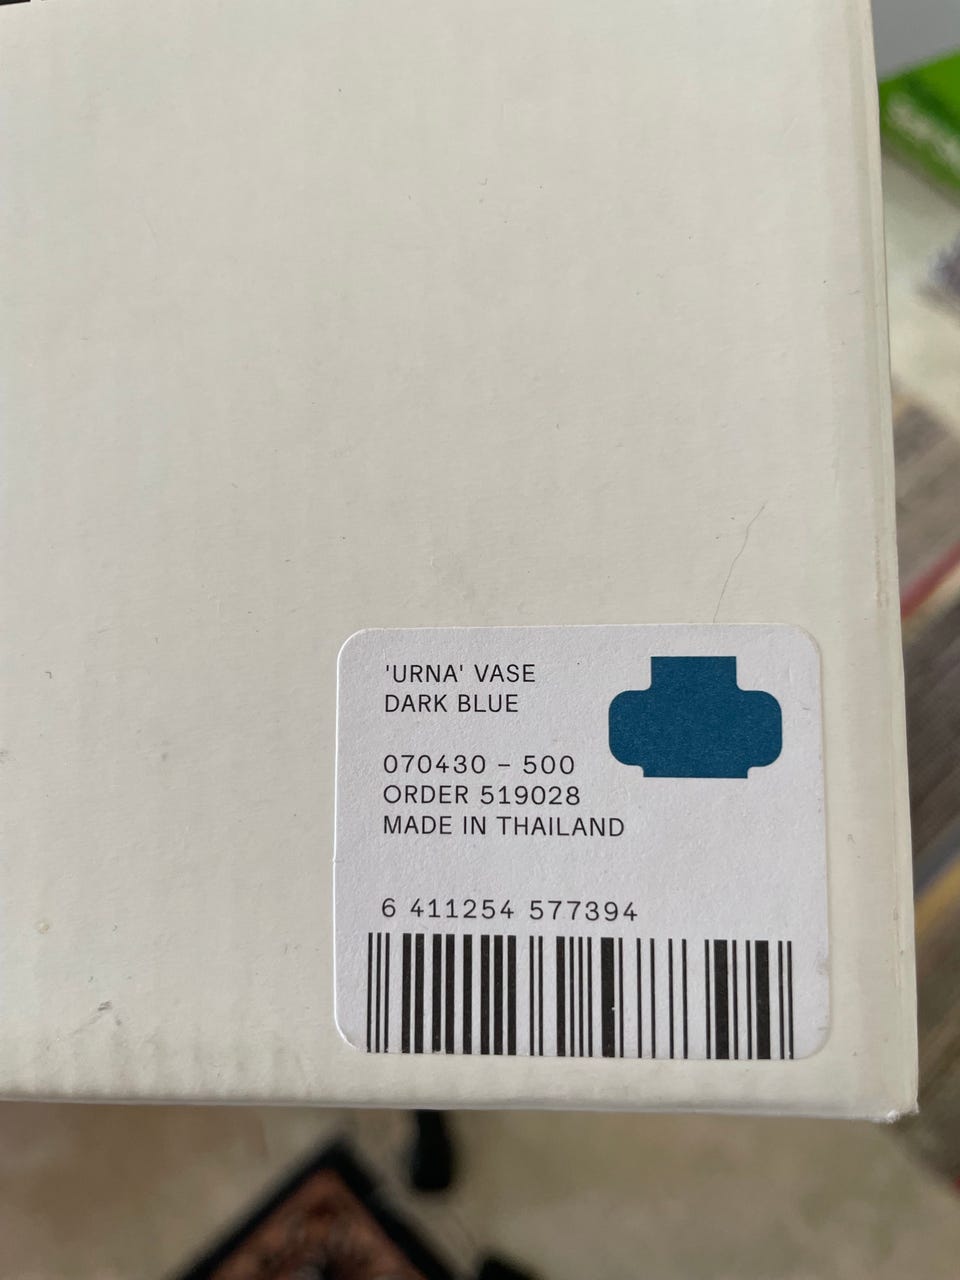 'URNA' VASE
DARK BLUE
070430 – 500
ORDER 519028
MADE IN THAILAND
6 411254 577394